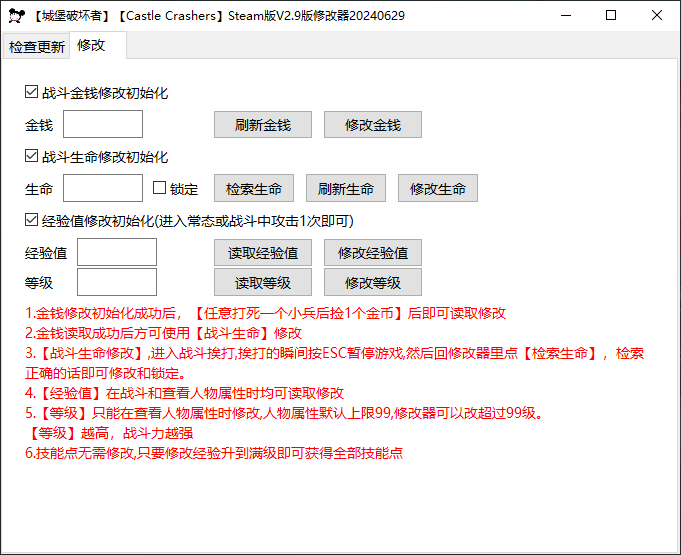 【城堡破坏者】【Castle Crashers】Steam版V2.9版修改器20240629
检查更新 修改
战斗金钱修改初始化
金钱 刷新金钱 修改金钱
战斗生命修改初始化
生命 锁定 检索生命 刷新生命 修改生命
经验值修改初始化(进入常态或战斗中攻击1次即可)
经验值 读取经验值 修改经验值
等级 读取等级 修改等级
1.金钱修改初始化成功后，【任意打死一个小兵后捡1个金币】后即可读取修改
2.金钱读取成功后方可使用【战斗生命】修改
3.【战斗生命修改】,进入战斗挨打,挨打的瞬间按ESC暂停游戏,然后回修改器里点【检索生命】，检索
正确的话即可修改和锁定。
4.【经验值】在战斗和查看人物属性时均可读取修改
5.【等级】只能在查看人物属性时修改,人物属性默认上限99,修改器可以改超过99级。
【等级】越高，战斗力越强
6.技能点无需修改,只要修改经验升到满级即可获得全部技能点